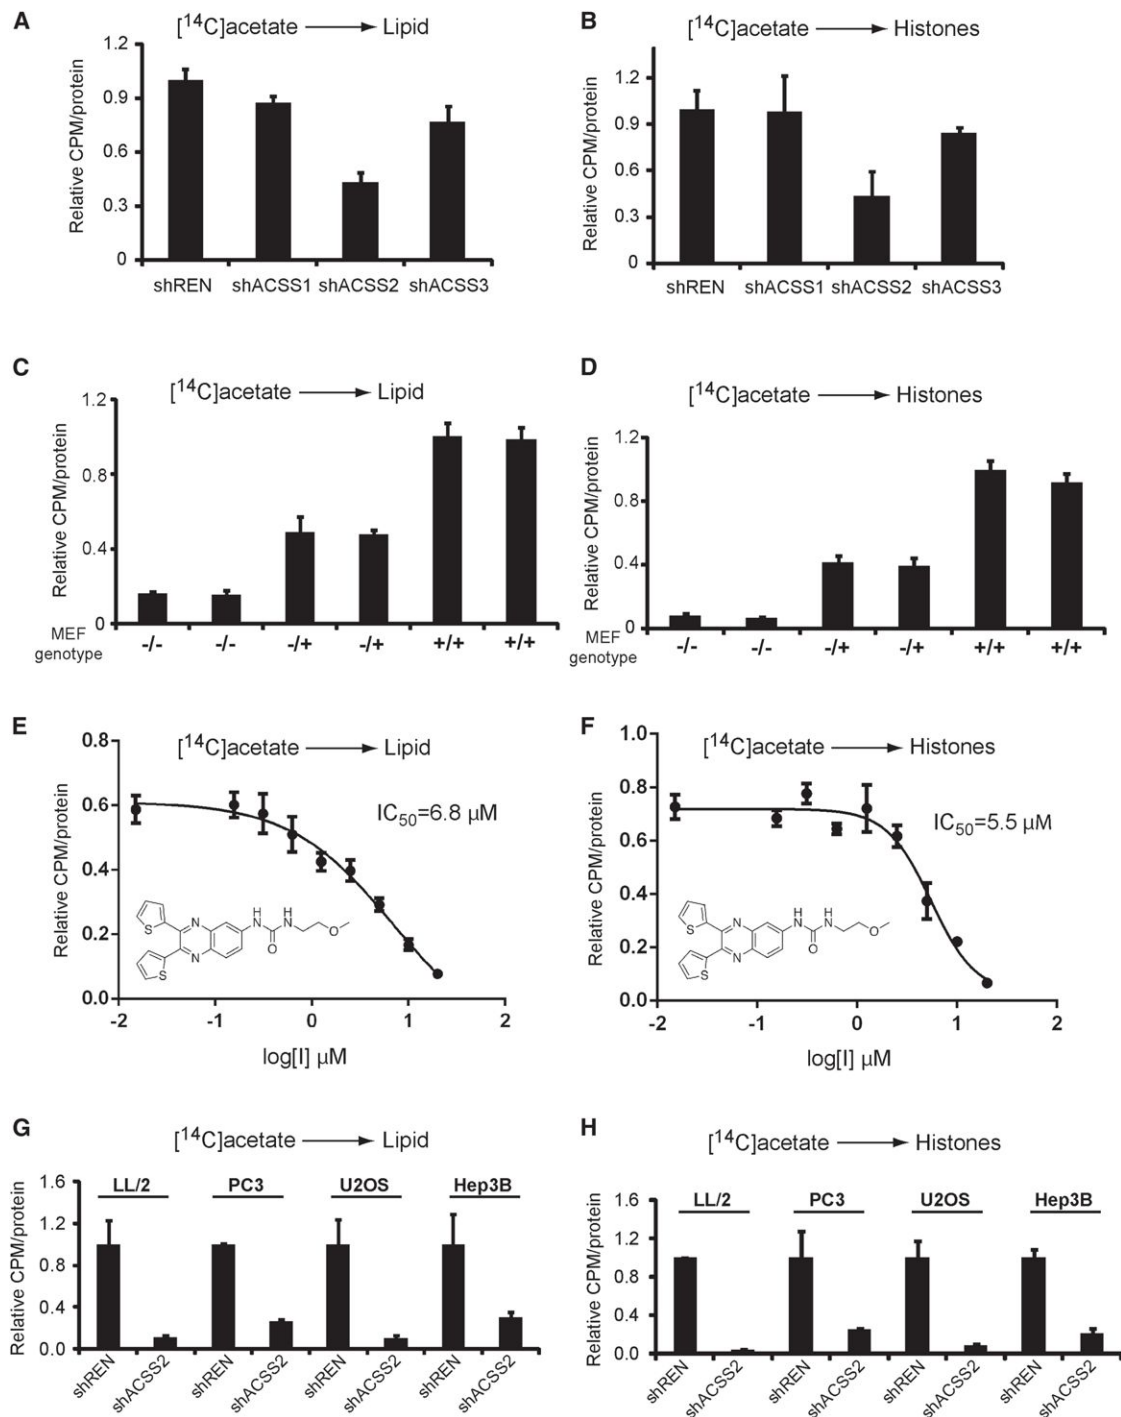 A
[14C]acetate → Lipid
Relative CPM/protein
1.2
0.9
0.6
0.3
0
shREN shACSS1 shACSS2 shACSS3
B
[14C]acetate → Histones
Relative CPM/protein
1.2
0.9
0.6
0.3
0
shREN shACSS1 shACSS2 shACSS3
C
[14C]acetate → Lipid
Relative CPM/protein
1.2
0.8
0.4
0
MEF genotype
-/- -/- -/+ -/+ +/+ +/+
D
[14C]acetate → Histones
Relative CPM/protein
1.2
0.8
0.4
0
MEF genotype
-/- -/- -/+ -/+ +/+ +/+
E
[14C]acetate → Lipid
Relative CPM/protein
0.8
0.6
0.4
0.2
0.0
IC50=6.8 µM
S
S
N
N
H
N
O
H
N
O
-2 -1 0 1 2
log[I] µM
F
[14C]acetate → Histones
Relative CPM/protein
1.0
0.8
0.6
0.4
0.2
0.0
IC50=5.5 µM
S
S
N
N
H
N
O
H
N
O
-2 -1 0 1 2
log[I] µM
G
[14C]acetate → Lipid
Relative CPM/protein
1.6
1.2
0.8
0.4
0.0
LL/2 PC3 U2OS Hep3B
shREN shACSS2 shREN shACSS2 shREN shACSS2 shREN shACSS2
H
[14C]acetate → Histones
Relative CPM/protein
1.6
1.2
0.8
0.4
0.0
LL/2 PC3 U2OS Hep3B
shREN shACSS2 shREN shACSS2 shREN shACSS2 shREN shACSS2